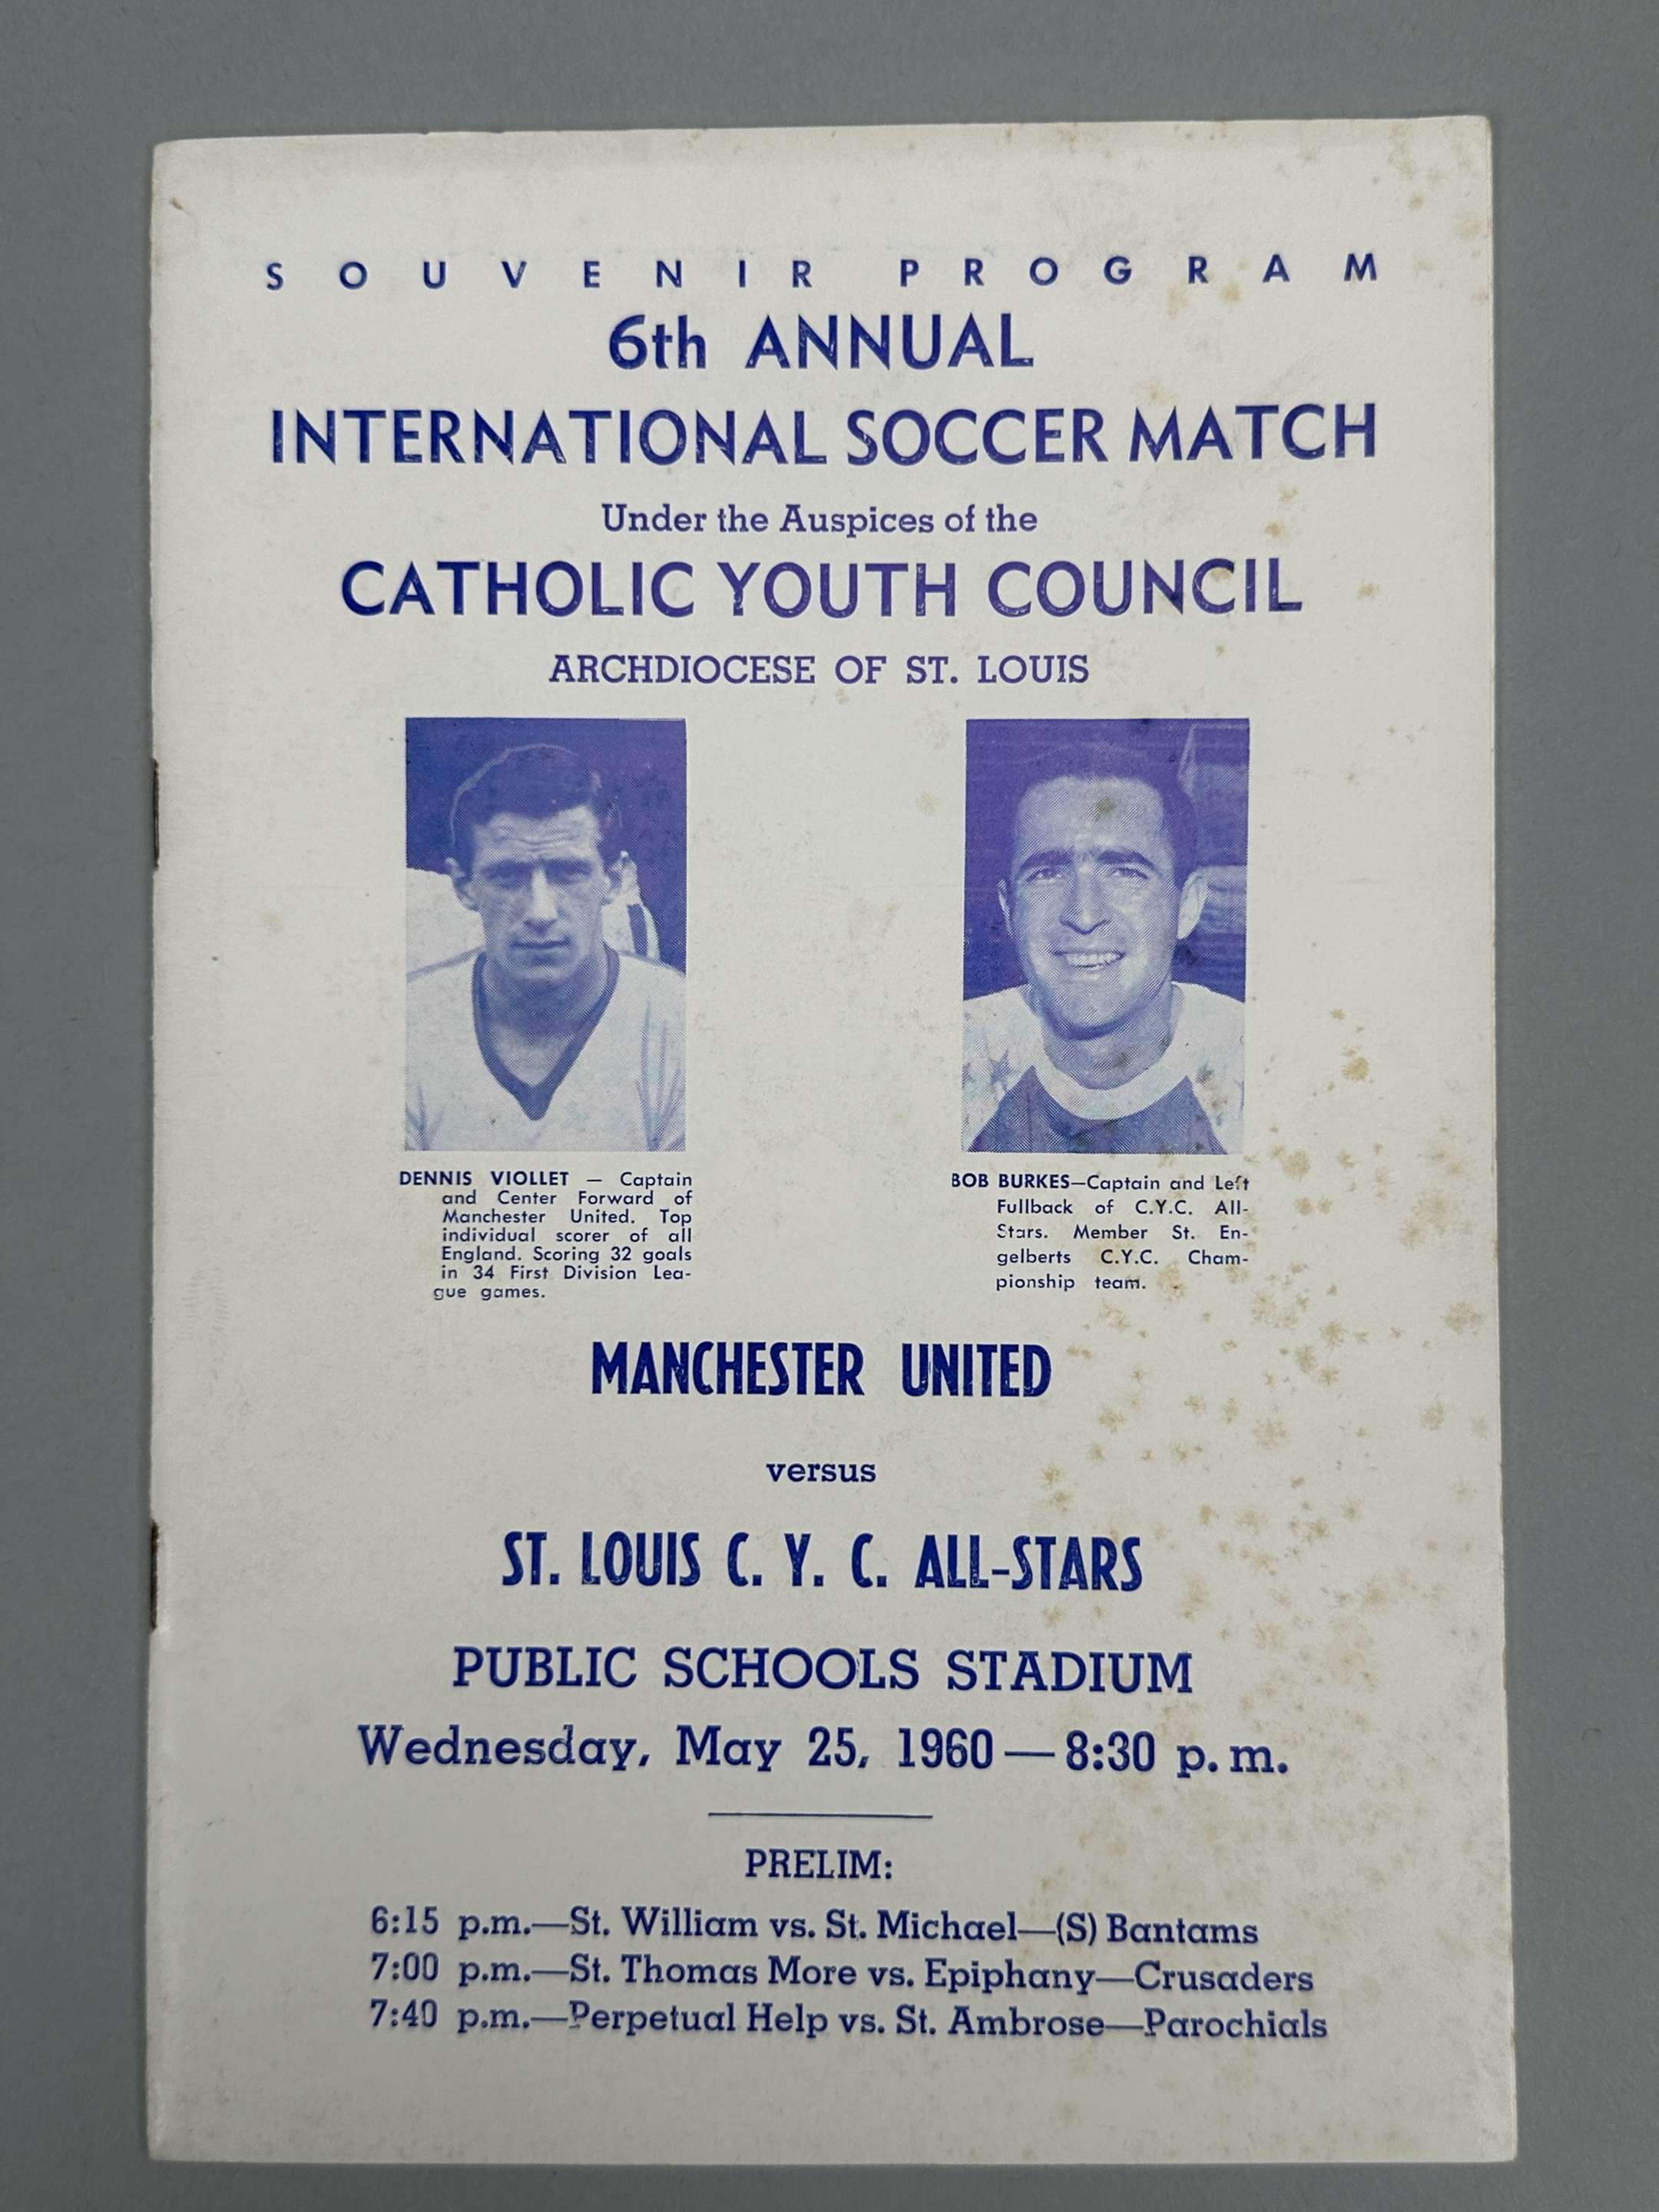 SOUVENIR PROGRAM
6th ANNUAL
INTERNATIONAL SOCCER MATCH
Under the Auspices of the
CATHOLIC YOUTH COUNCIL
ARCHDIOCESE OF ST. LOUIS
DENNIS VIOLLET — Captain
and Center Forward of
Manchester United. Top
individual scorer of all
England. Scoring 32 goals
in 34 First Division Lea-
gue games.
BOB BURKES—Captain and Left
Fullback of C.Y.C. All-
Stars. Member St. En-
gelberts C.Y.C. Cham-
pionship team.
MANCHESTER UNITED
versus
ST. LOUIS C. Y. C. ALL-STARS
PUBLIC SCHOOLS STADIUM
Wednesday, May 25, 1960 — 8:30 p. m.
PRELIM:
6:15 p.m.—St. William vs. St. Michael—(S) Bantams
7:00 p.m.—St. Thomas More vs. Epiphany—Crusaders
7:40 p.m.—Perpetual Help vs. St. Ambrose—Parochials